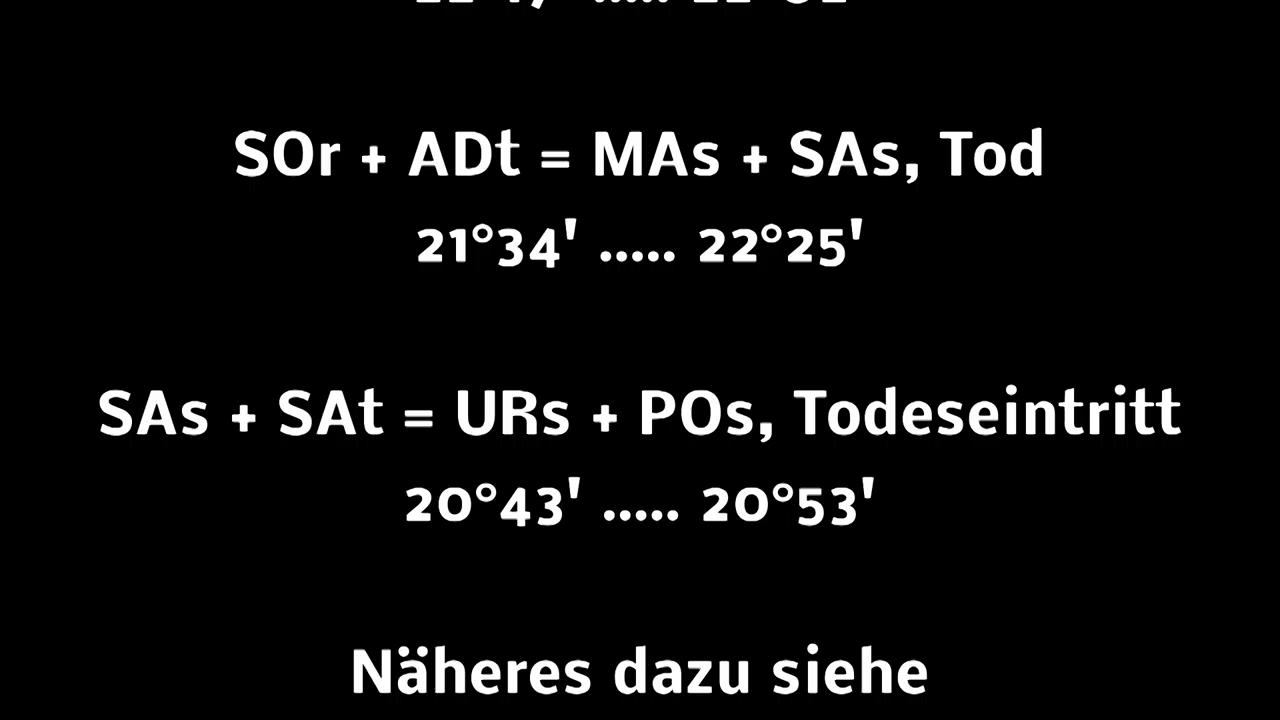 SOr + ADt = MAs + SAs, Tod
21°34' ..... 22°25'
SAs + SAt = URs + POs, Todeseintritt
20°43' ..... 20°53'
Näheres dazu siehe